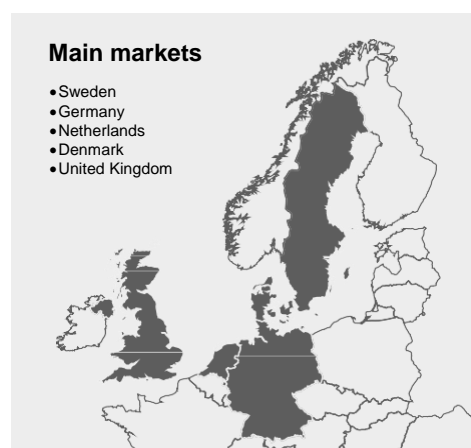 Main markets
•Sweden
•Germany
•Netherlands
•Denmark
•United Kingdom